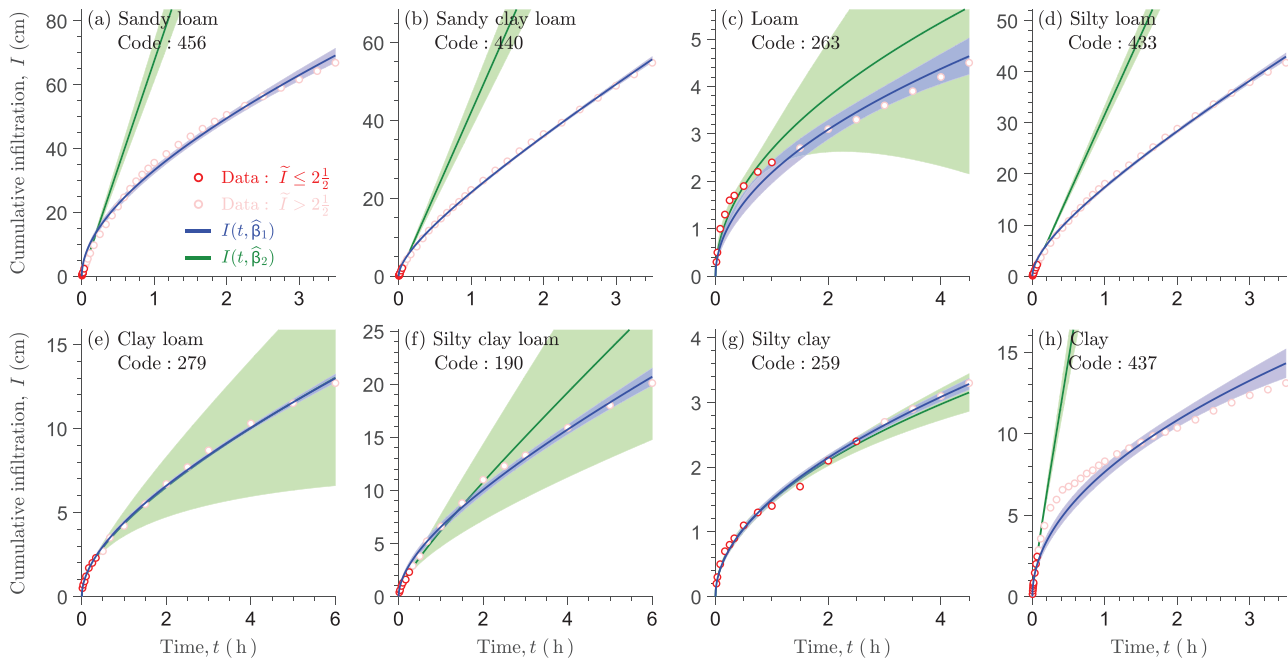 (a) Sandy loam
Code : 456
(b) Sandy clay loam
Code : 440
(c) Loam
Code : 263
(d) Silty loam
Code : 433
Cumulative infiltration, I (cm)
80
60
40
20
0
0 1 2 3
Data : Ĩ ≤ 2½
Data : Ĩ > 2½
I(t, β̂₁)
I(t, β̂₂)
60
40
20
0
0 1 2 3
5
4
3
2
1
0
0 2 4
50
40
30
20
10
0
0 1 2 3
(e) Clay loam
Code : 279
(f) Silty clay loam
Code : 190
(g) Silty clay
Code : 259
(h) Clay
Code : 437
Cumulative infiltration, I (cm)
15
10
5
0
0 2 4 6
Time, t ( h )
25
20
15
10
5
0
0 2 4 6
Time, t ( h )
4
3
2
1
0
0 2 4
Time, t ( h )
15
10
5
0
0 1 2 3
Time, t ( h )